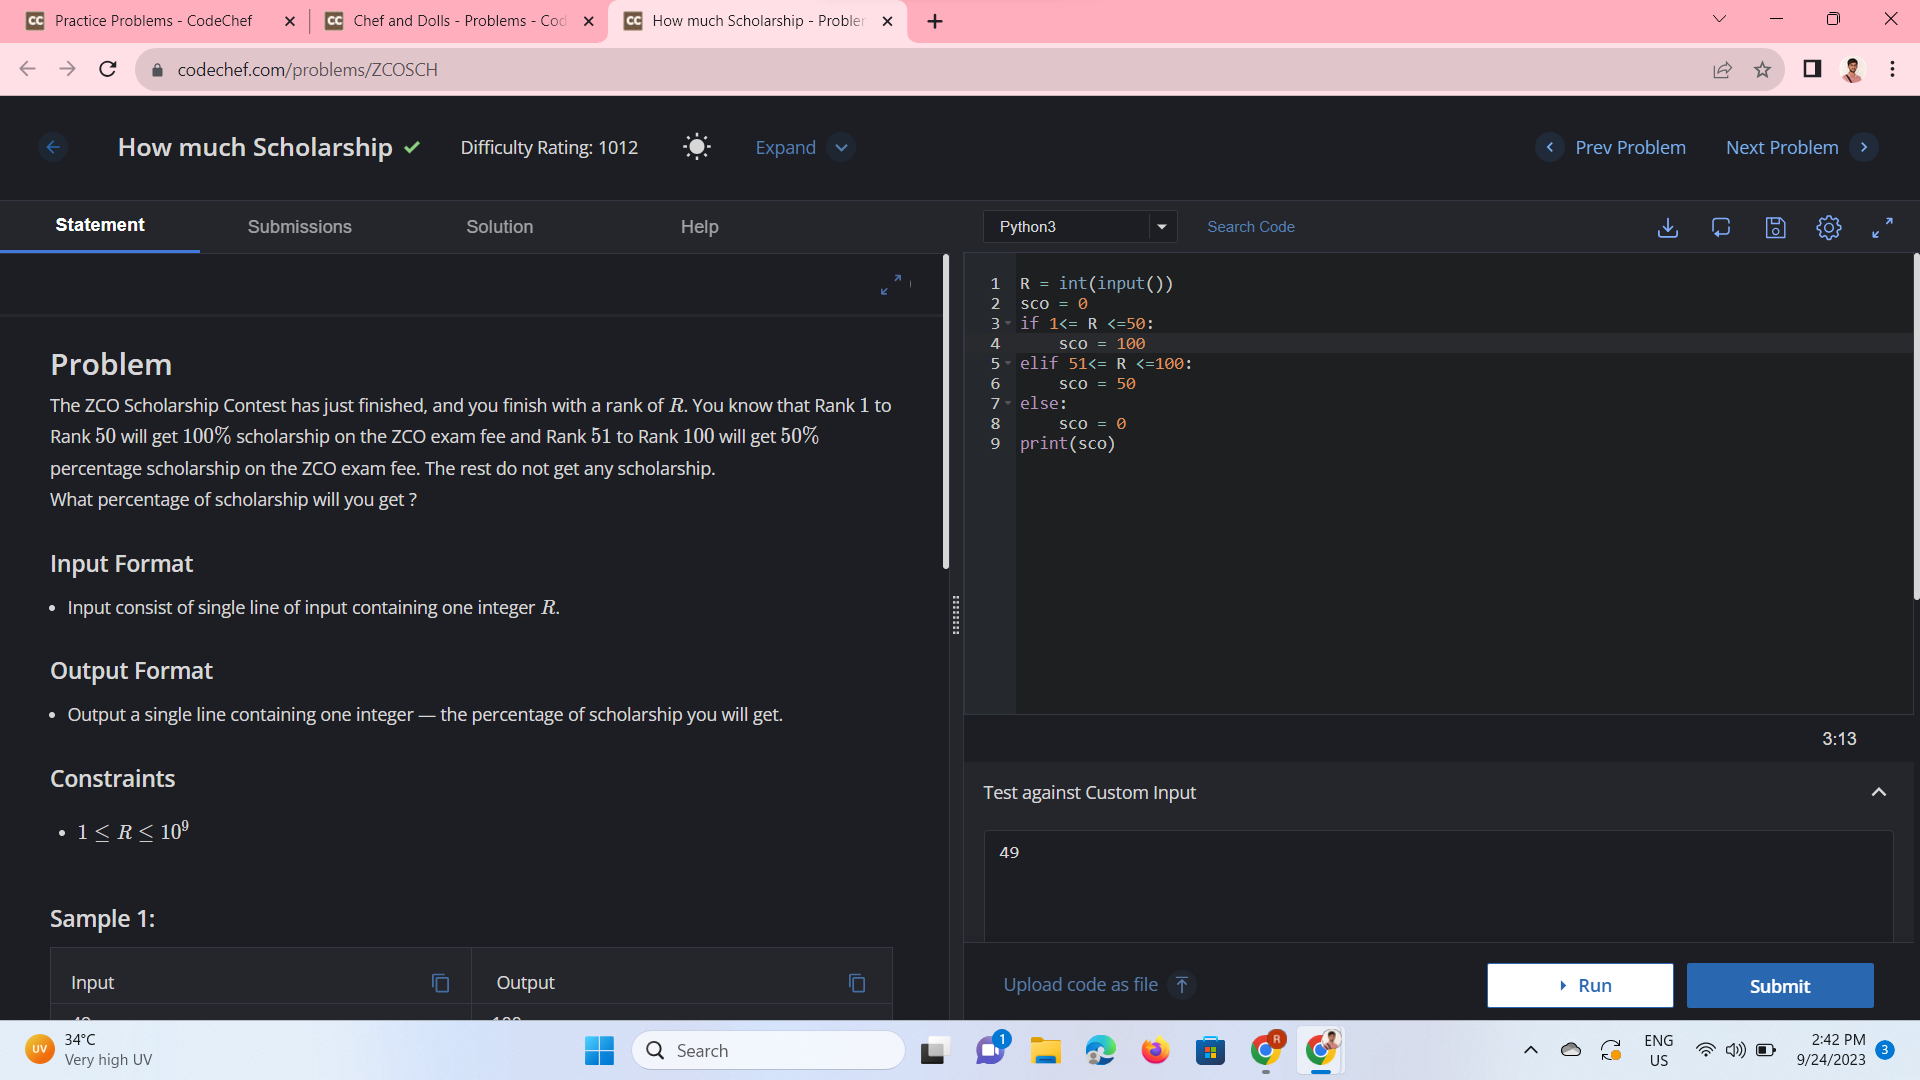 Practice Problems - CodeChef
Chef and Dolls - Problems - Cod
How much Scholarship - Probler
codechef.com/problems/ZCOSCH
How much Scholarship
Difficulty Rating: 1012
Expand
Prev Problem
Next Problem
Statement
Submissions
Solution
Help
Python3
Search Code
Problem
The ZCO Scholarship Contest has just finished, and you finish with a rank of R. You know that Rank 1 to
Rank 50 will get 100% scholarship on the ZCO exam fee and Rank 51 to Rank 100 will get 50%
percentage scholarship on the ZCO exam fee. The rest do not get any scholarship.
What percentage of scholarship will you get ?
Input Format
• Input consist of single line of input containing one integer R.
Output Format
• Output a single line containing one integer — the percentage of scholarship you will get.
Constraints
• 1 ≤ R ≤ 10⁹
Sample 1:
Input
Output
1 R = int(input())
2 sco = 0
3 if 1<= R <=50:
4     sco = 100
5 elif 51<= R <=100:
6     sco = 50
7 else:
8     sco = 0
9 print(sco)
3:13
Test against Custom Input
49
Upload code as file
Run
Submit
UV
34°C
Very high UV
Search
1
R
ENG
US
2:42 PM
9/24/2023
3